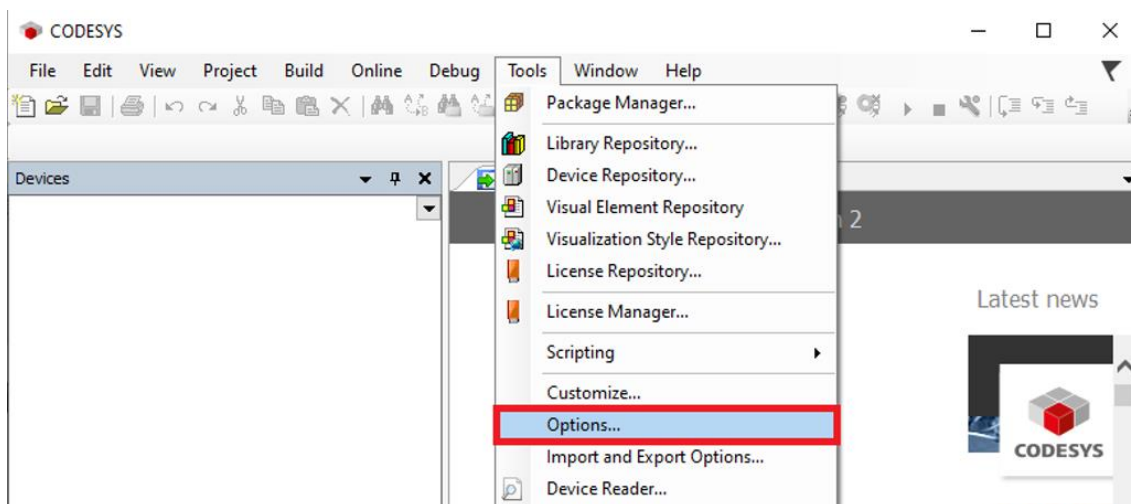 CODESYS
File Edit View Project Build Online Debug Tools Window Help
Package Manager...
Library Repository...
Devices
Device Repository...
Visual Element Repository
2
Visualization Style Repository...
License Repository...
Latest news
License Manager...
Scripting
Customize...
Options...
CODESYS
Import and Export Options...
Device Reader...